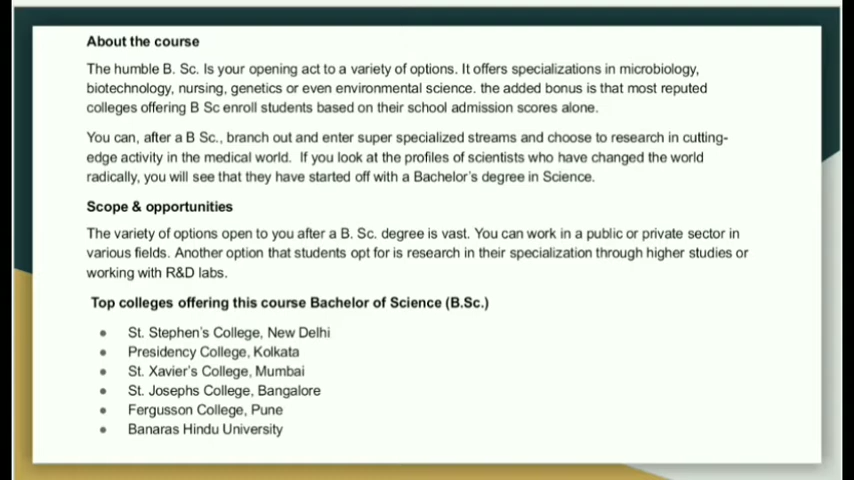 About the course
The humble B. Sc. Is your opening act to a variety of options. It offers specializations in microbiology,
biotechnology, nursing, genetics or even environmental science. the added bonus is that most reputed
colleges offering B Sc enroll students based on their school admission scores alone.
You can, after a B Sc., branch out and enter super specialized streams and choose to research in cutting-
edge activity in the medical world. If you look at the profiles of scientists who have changed the world
radically, you will see that they have started off with a Bachelor's degree in Science.
Scope & opportunities
The variety of options open to you after a B. Sc. degree is vast. You can work in a public or private sector in
various fields. Another option that students opt for is research in their specialization through higher studies or
working with R&D labs.
Top colleges offering this course Bachelor of Science (B.Sc.)
● St. Stephen's College, New Delhi
● Presidency College, Kolkata
● St. Xavier's College, Mumbai
● St. Josephs College, Bangalore
● Fergusson College, Pune
● Banaras Hindu University